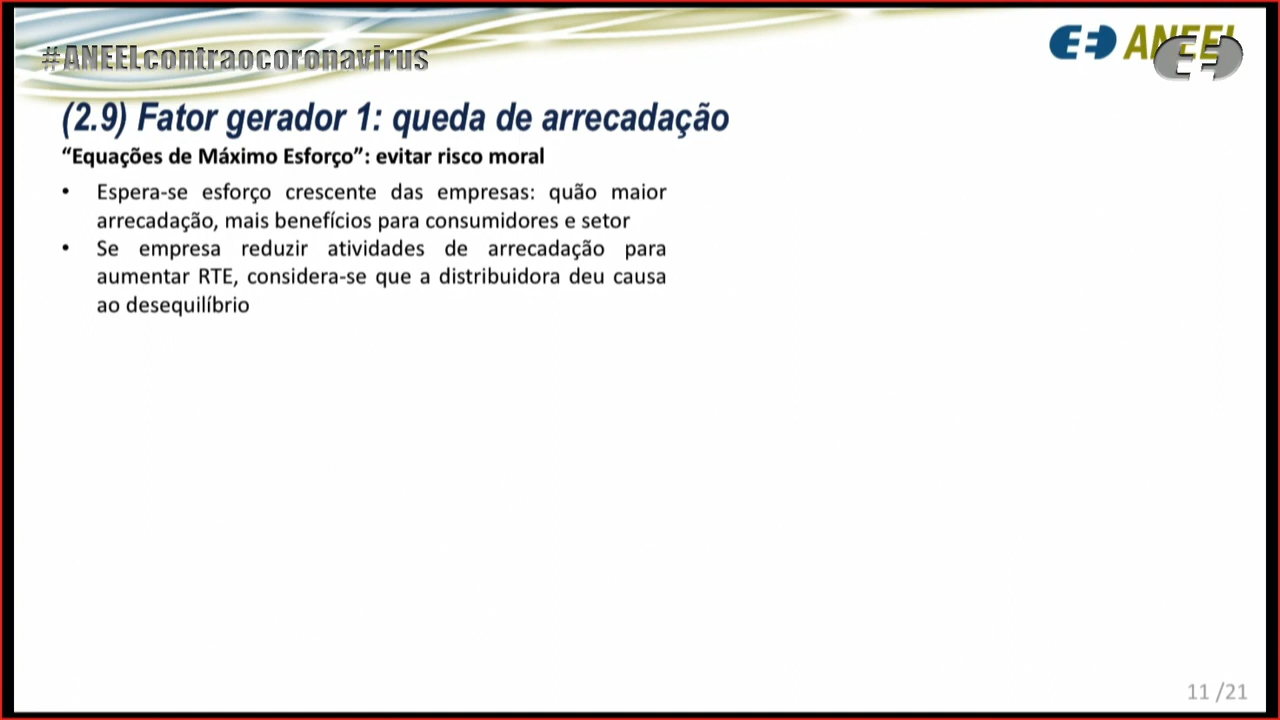 #ANEELcontraocoronavirus
ANEEL
(2.9) Fator gerador 1: queda de arrecadação
“Equações de Máximo Esforço”: evitar risco moral
• Espera-se esforço crescente das empresas: quão maior
arrecadação, mais benefícios para consumidores e setor
• Se empresa reduzir atividades de arrecadação para
aumentar RTE, considera-se que a distribuidora deu causa
ao desequilíbrio
11 /21